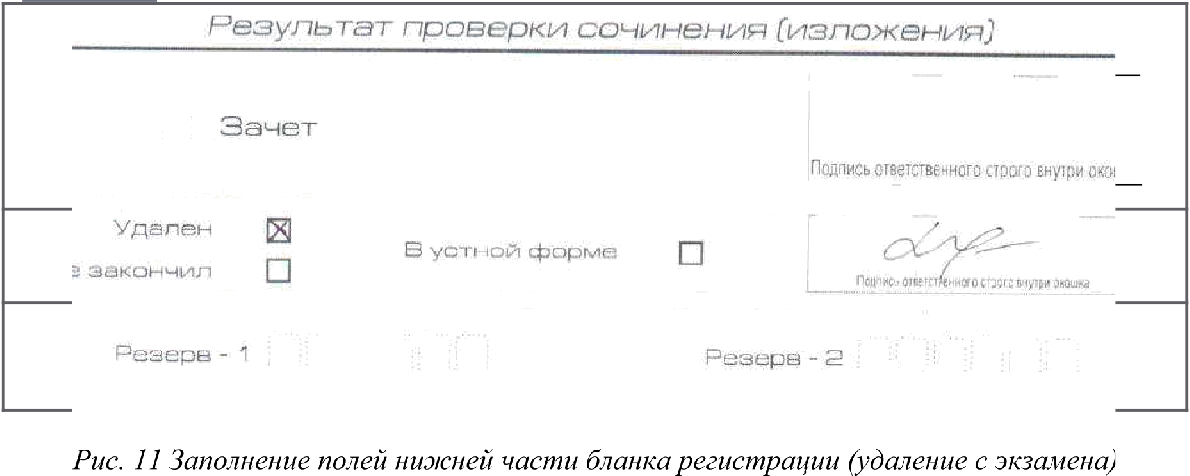 Результат проверки сочинения (изложения)
Зачет
Подпись ответственного строго внутри окош
Удален
В устной форме
е закончил
Подпись ответственного строго внутри окошка
Резерв - 1
Резерв - 2
Рис. 11 Заполнение полей нижней части бланка регистрации (удаление с экзамена)